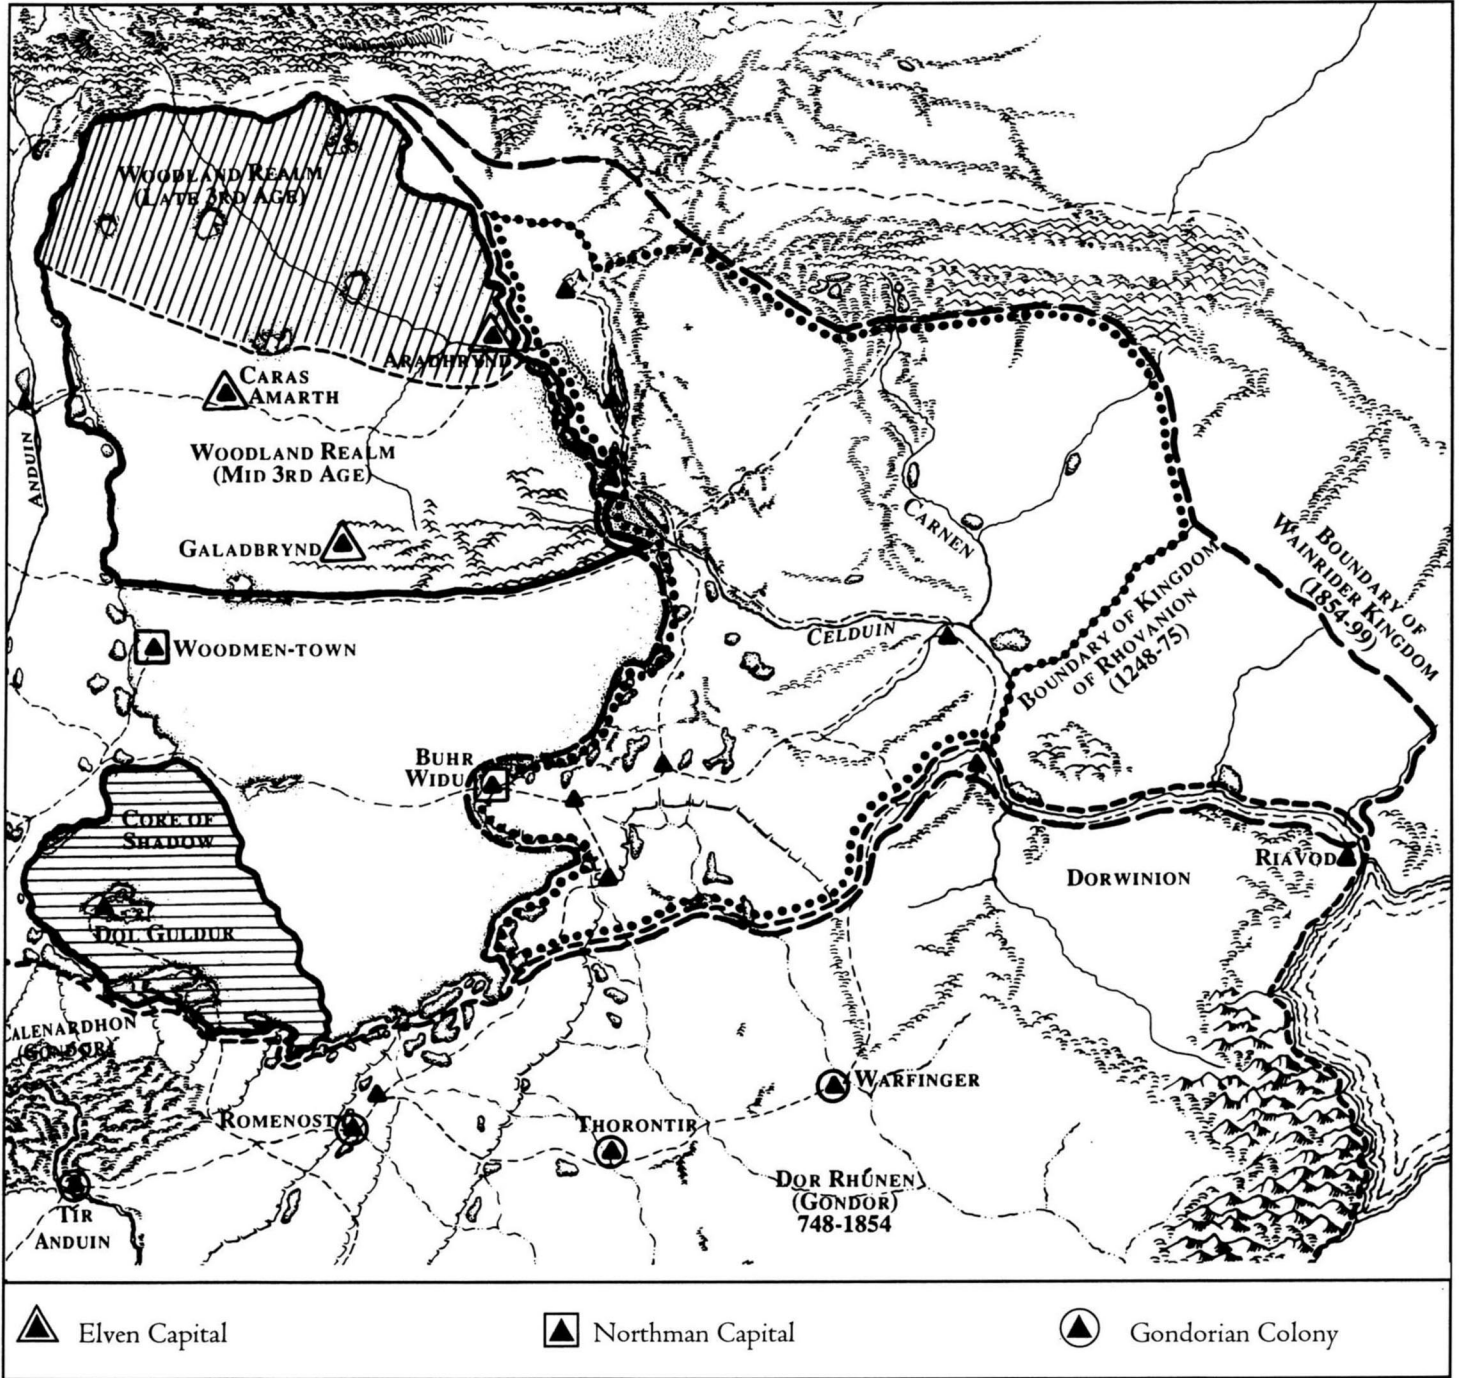 WOODLAND REALM
(LATE 3RD AGE)
ARADHRYND
CARAS
AMARTH
ANDUIN
WOODLAND REALM
(MID 3RD AGE)
GALADBRYND
CARNEN
BOUNDARY OF
WAINRIDER KINGDOM
(1854-99)
BOUNDARY OF KINGDOM
OF RHOVANION
(1248-75)
CELDUIN
WOODMEN-TOWN
BUHR
WIDU
CORE OF
SHADOW
DOL GULDUR
RIAVOD
DORWINION
CALENARDHON
(GONDOR)
ROMENOST
THORONTIR
WARFINGER
TÍR
ANDUIN
DOR RHÚNEN
(GONDOR)
748-1854
Elven Capital
Northman Capital
Gondorian Colony